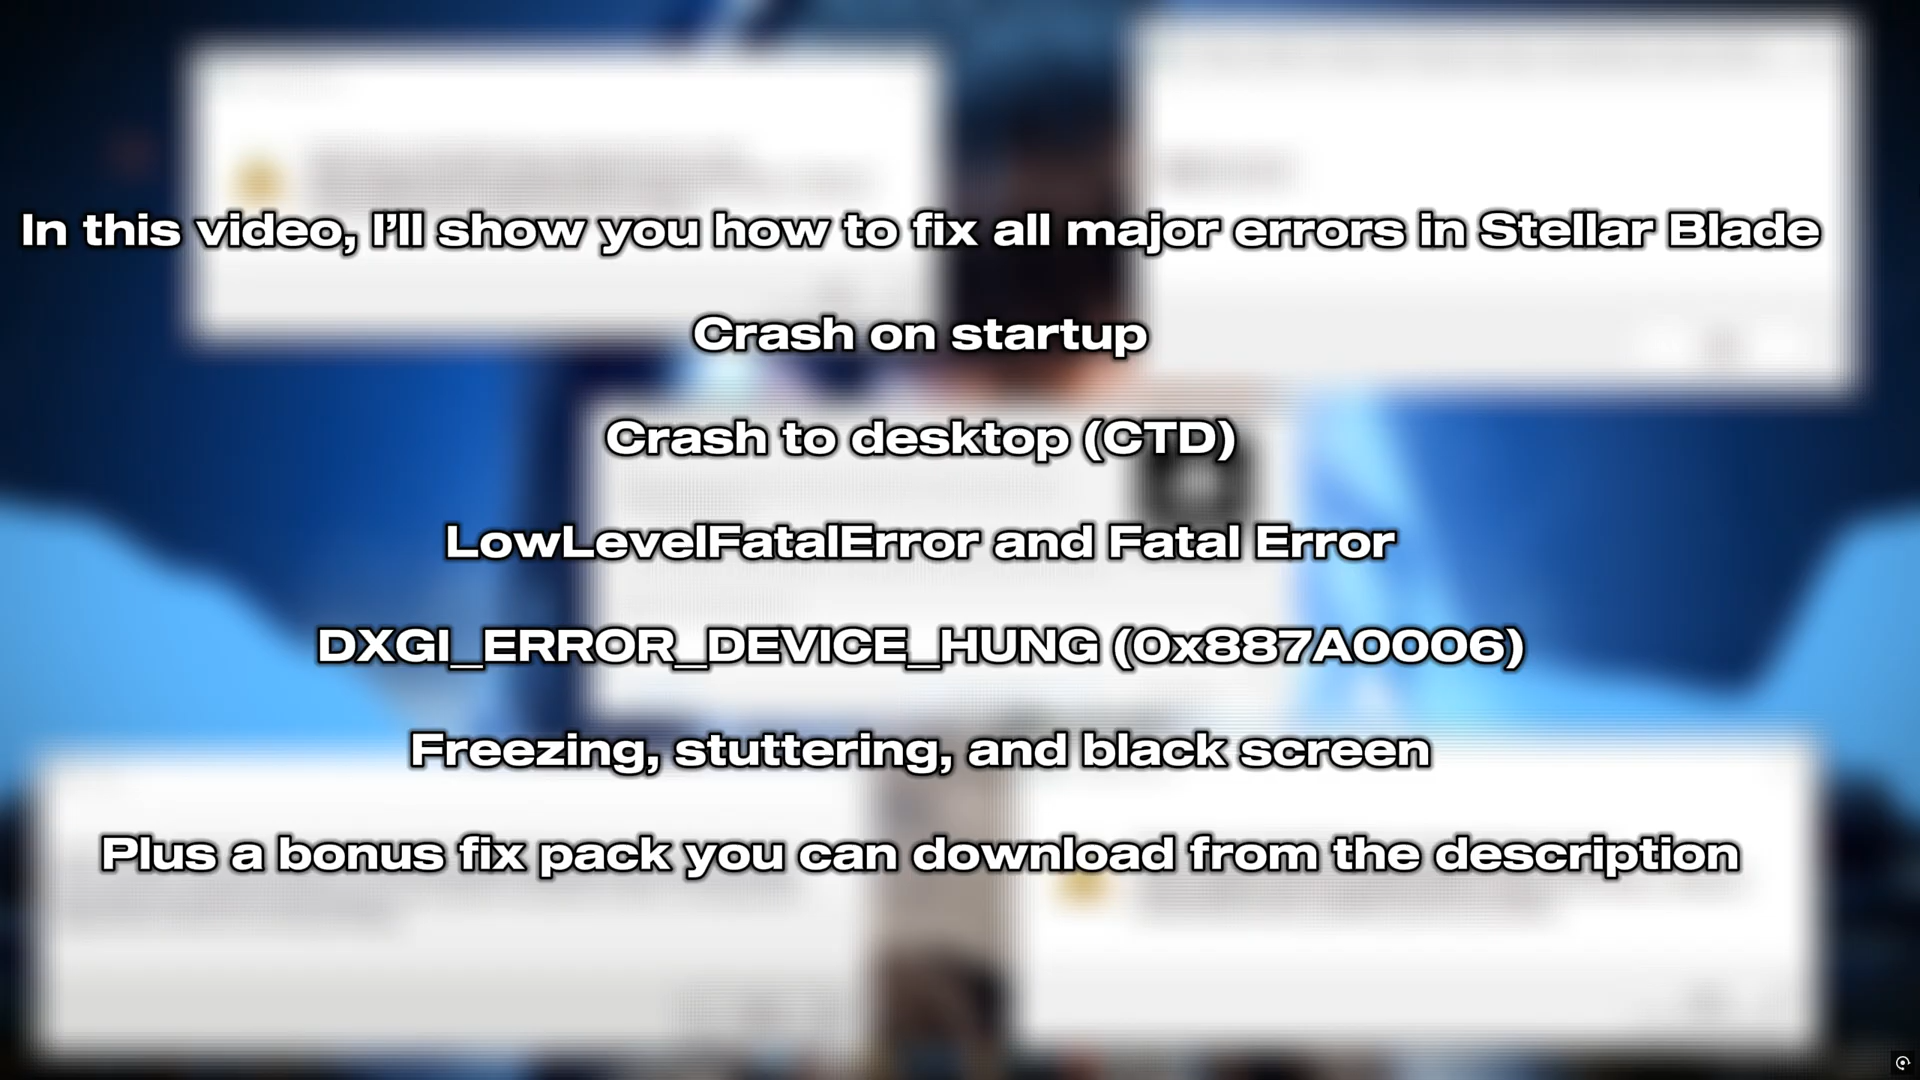 In this video, I'll show you how to fix all major errors in Stellar Blade
Crash on startup
Crash to desktop (CTD)
LowLevelFatalError and Fatal Error
DXGI_ERROR_DEVICE_HUNG (0x887A0006)
Freezing, stuttering, and black screen
Plus a bonus fix pack you can download from the description